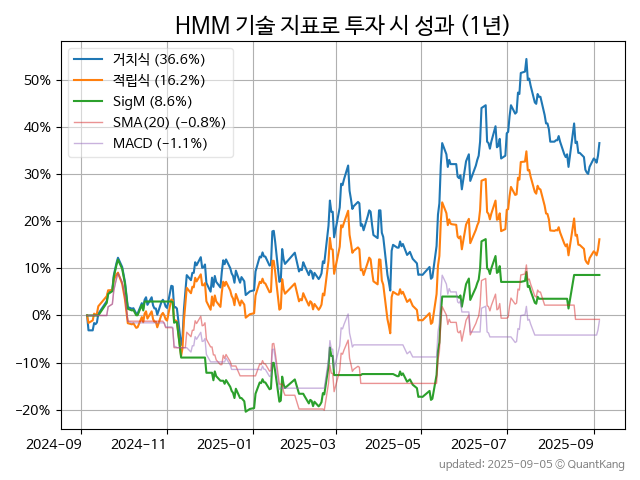 HMM 기술 지표로 투자 시 성과 (1년)
거치식 (36.6%)
적립식 (16.2%)
SigM (8.6%)
SMA(20) (−0.8%)
MACD (−1.1%)
50%
40%
30%
20%
10%
0%
−10%
−20%
2024-09 2024-11 2025-01 2025-03 2025-05 2025-07 2025-09
updated: 2025-09-05 ⓒ QuantKang